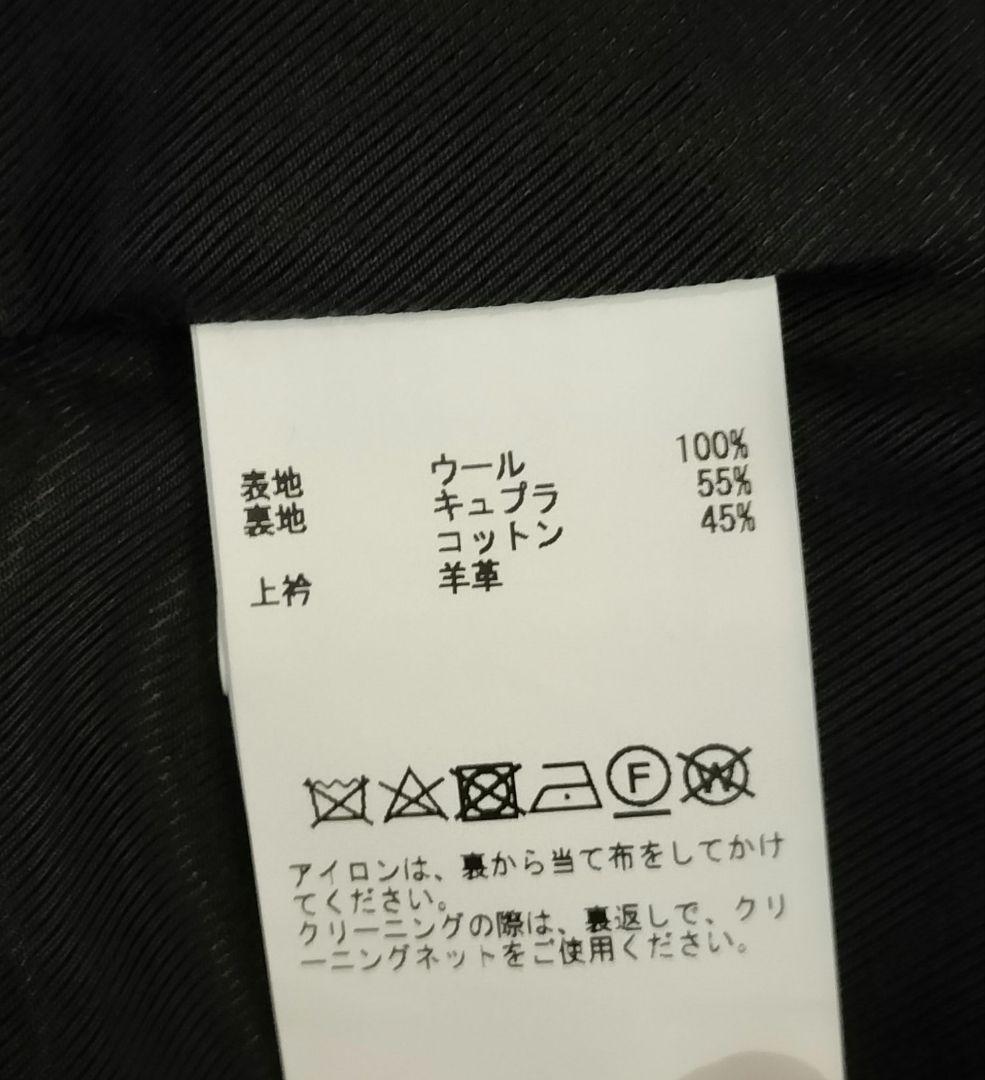 表地 ウール 100%
裏地 キュプラ 55%
コットン 45%
上衿 羊革
F W
アイロンは、裏から当て布をしてかけ
てください。
クリーニングの際は、裏返しで、クリ
ーニングネットをご使用ください。